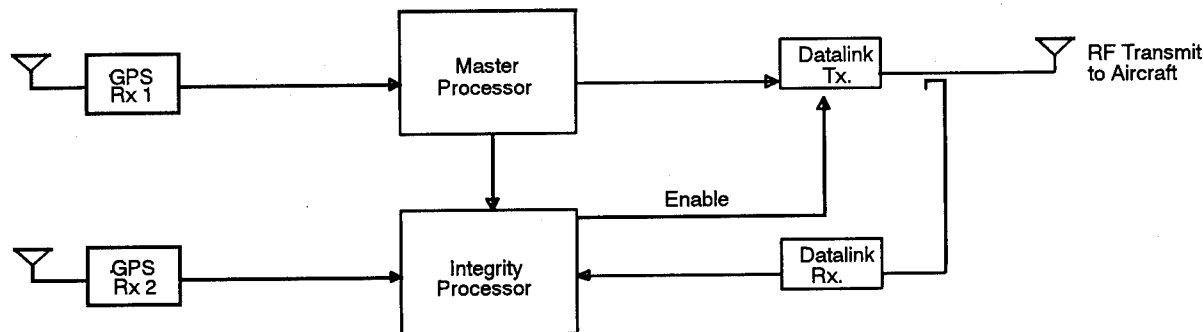 GPS
Rx 1
Master
Processor
Datalink
Tx.
RF Transmit
to Aircraft
Enable
GPS
Rx 2
Integrity
Processor
Datalink
Rx.